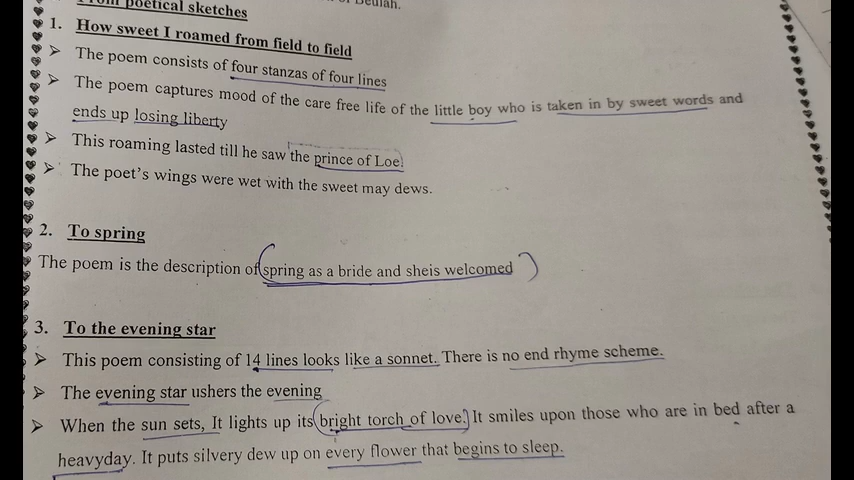 of Beulah.
From poetical sketches
1. How sweet I roamed from field to field
➢ The poem consists of four stanzas of four lines
➢ The poem captures mood of the care free life of the little boy who is taken in by sweet words and
ends up losing liberty
➢ This roaming lasted till he saw the prince of Loe.
➢ The poet's wings were wet with the sweet may dews.
2. To spring
The poem is the description of spring as a bride and sheis welcomed
3. To the evening star
➢ This poem consisting of 14 lines looks like a sonnet. There is no end rhyme scheme.
➢ The evening star ushers the evening
➢ When the sun sets, It lights up its bright torch of love. It smiles upon those who are in bed after a
heavyday. It puts silvery dew up on every flower that begins to sleep.